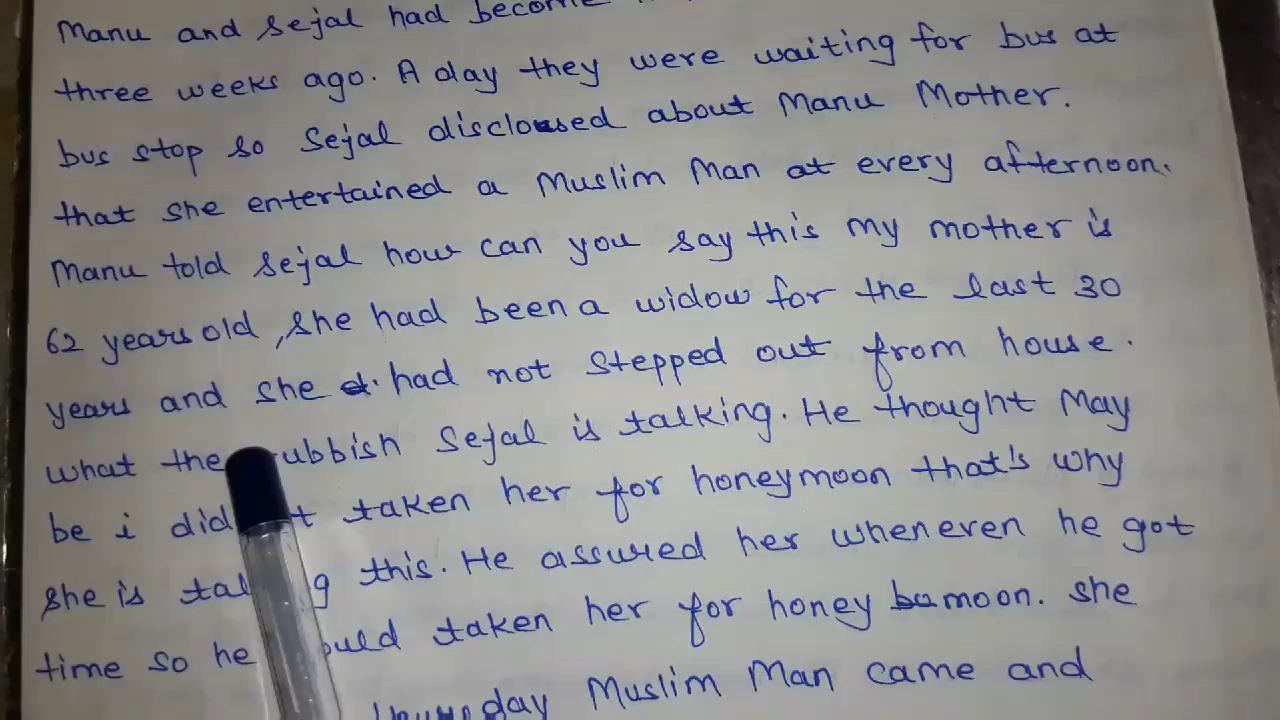 Manu and Sejal had become
three weeks ago. A day they were waiting for bus at
bus stop so Sejal disclosed about Manu Mother.
that she entertained a Muslim Man at every afternoon.
Manu told Sejal how can you say this my mother is
62 years old, she had been a widow for the last 30
years and she had not stepped out from house.
what the rubbish Sejal is talking. He thought May
be i did taken her for honeymoon that's why
she is talking this. He assured her wheneven he got
time so he would taken her for honey moon. She
Muslim Man came and